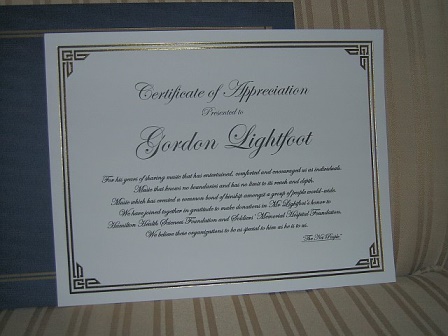 Certificate of Appreciation
Presented to
Gordon Lightfoot
For his years of sharing music that has entertained, comforted and encouraged us as individuals.
Music that knows no boundaries and has no limit to its reach and depth.
Music which has created a common bond of kinship amongst a group of people world-wide.
We have joined together in gratitude to make donations in Mr. Lightfoot's honor to
Hamilton Health Sciences Foundation and Soldiers' Memorial Hospital Foundation.
We believe these organizations to be as special to him as he is to us.
"The Net People"